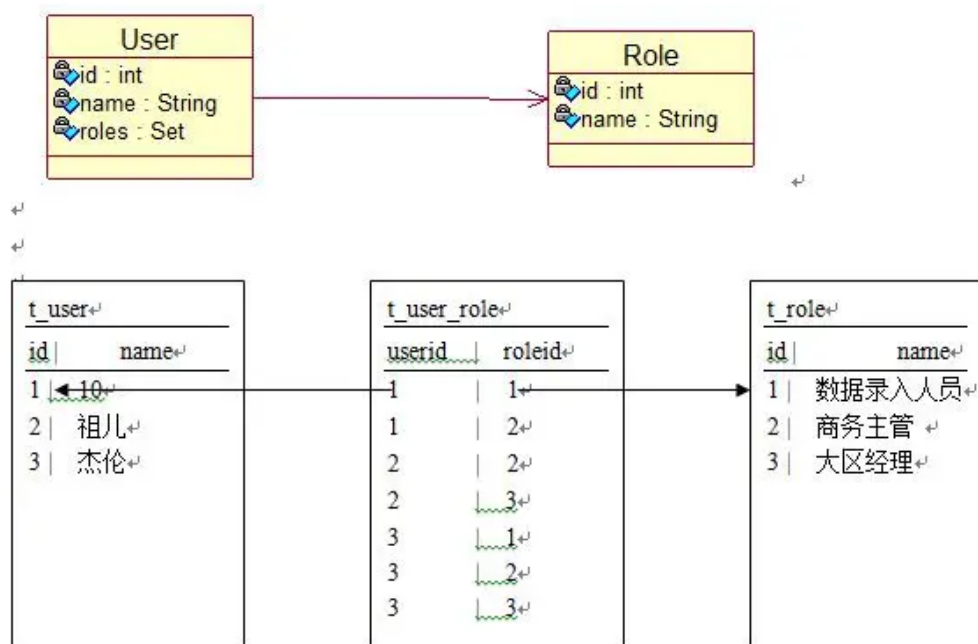 User
id : int
name : String
roles : Set
Role
id : int
name : String
t_user
id | name
1 | 10
2 | 祖儿
3 | 杰伦
t_user_role
userid | roleid
1 | 1
1 | 2
2 | 2
2 | 3
3 | 1
3 | 2
3 | 3
t_role
id | name
1 | 数据录入人员
2 | 商务主管
3 | 大区经理